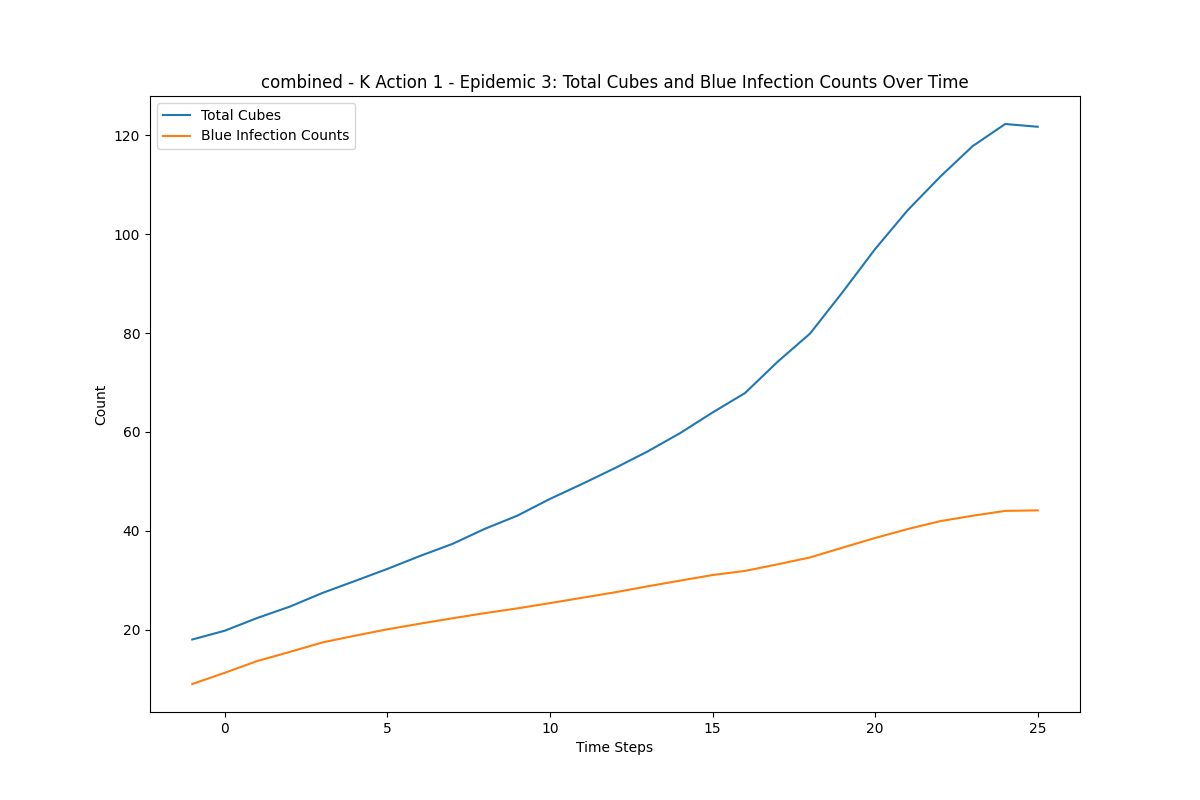 combined - K Action 1 - Epidemic 3: Total Cubes and Blue Infection Counts Over Time
Total Cubes
Blue Infection Counts
120
100
80
60
40
20
Count
0 5 10 15 20 25
Time Steps